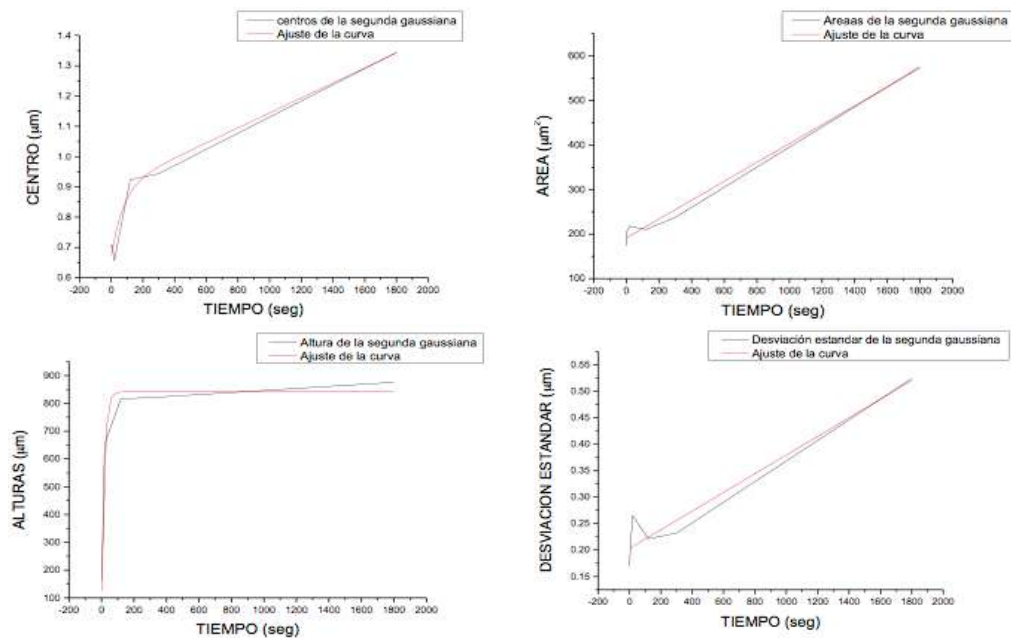 centros de la segunda gaussiana
Ajuste de la curva
1.4
1.3
1.2
1.1
1.0
0.9
0.8
0.7
0.6
CENTRO (μm)
-200 0 200 400 600 800 1000 1200 1400 1600 1800 2000
TIEMPO (seg)
Areaas de la segunda gaussiana
Ajuste de la curva
600
500
400
300
200
100
AREA (μm²)
-200 0 200 400 600 800 1000 1200 1400 1600 1800 2000
TIEMPO (seg)
Altura de la segunda gaussiana
Ajuste de la curva
900
800
700
600
500
400
300
200
100
ALTURAS (μm)
-200 0 200 400 600 800 1000 1200 1400 1600 1800 2000
TIEMPO (seg)
Desviación estandar de la segunda gaussiana
Ajuste de la curva
0.55
0.50
0.45
0.40
0.35
0.30
0.25
0.20
0.15
DESVIACION ESTANDAR (μm)
-200 0 200 400 600 800 1000 1200 1400 1600 1800 2000
TIEMPO (seg)